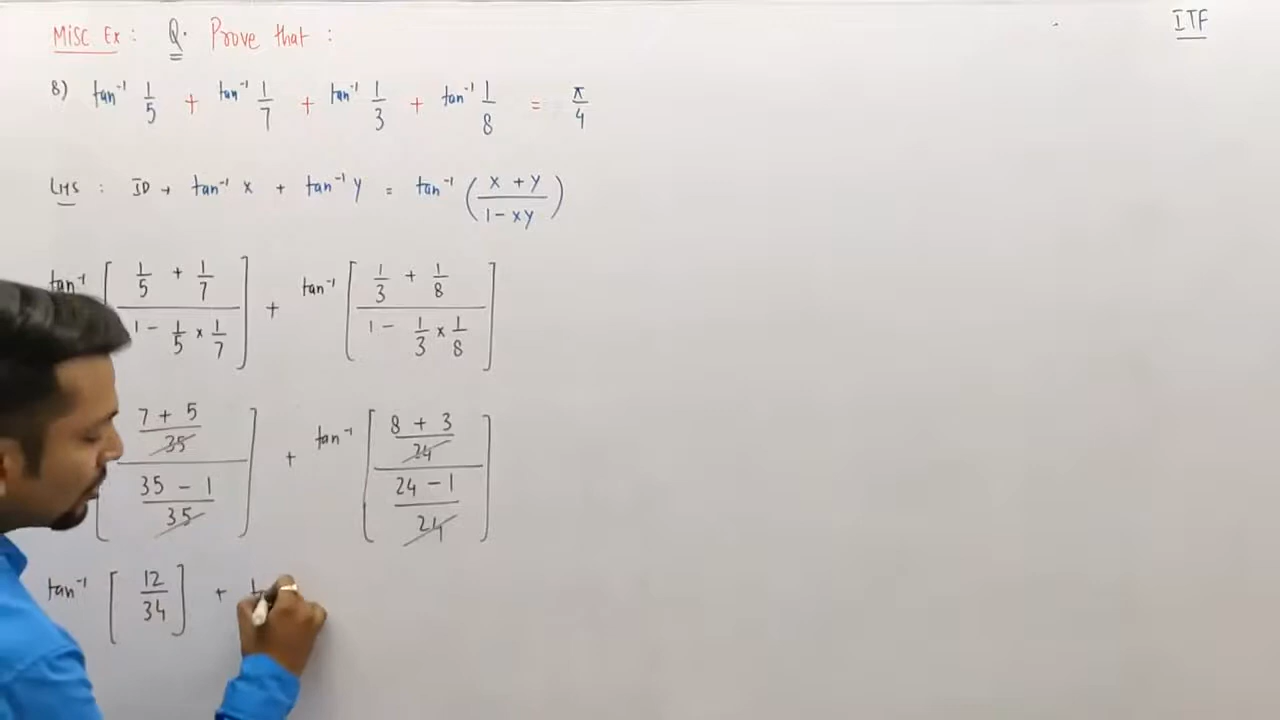 Misc Ex : Q. Prove that : ITF
8) tan⁻¹ 1/5 + tan⁻¹ 1/7 + tan⁻¹ 1/3 + tan⁻¹ 1/8 = π/4
LHS : ID → tan⁻¹ x + tan⁻¹ y = tan⁻¹ ( (x + y)/(1 - xy) )
tan⁻¹ [ (1/5 + 1/7)/(1 - 1/5 × 1/7) ] + tan⁻¹ [ (1/3 + 1/8)/(1 - 1/3 × 1/8) ]
[ ((7 + 5)/35)/((35 - 1)/35) ] + tan⁻¹ [ ((8 + 3)/24)/((24 - 1)/24) ]
tan⁻¹ [ 12/34 ] +